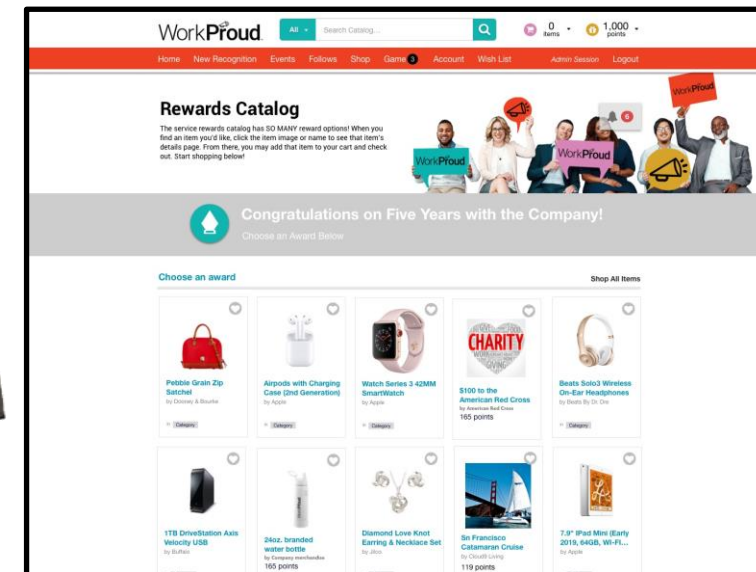 WorkProud
All
Search Catalog...
0
items
1,000
points
Home New Recognition Events Follows Shop Game 3 Account Wish List Admin Session Logout
Rewards Catalog
The service rewards catalog has SO MANY reward options! When you
find an item you'd like, click the item image or name to see that item's
details page. From there, you may add that item to your cart and check
out. Start shopping below!
WorkProud
WorkProud
WorkProud
6
Congratulations on Five Years with the Company!
Choose an Award Below
Choose an award
Shop All Items
Pebble Grain Zip
Satchel
by Dooney & Bourke
Category
Airpods with Charging
Case (2nd Generation)
by Apple
Category
Watch Series 3 42MM
SmartWatch
by Apple
Category
CHARITY
GIVING
$100 to the
American Red Cross
by American Red Cross
165 points
Beats Solo3 Wireless
On-Ear Headphones
by Beats By Dr. Dre
Category
1TB DriveStation Axis
Velocity USB
by Buffalo
24oz. branded
water bottle
by Company merchandise
165 points
Diamond Love Knot
Earring & Necklace Set
by Jilco
Sn Francisco
Catamaran Cruise
by Cloud9 Living
119 points
7.9" iPad Mini (Early
2019, 64GB, Wi-Fi...
by Apple